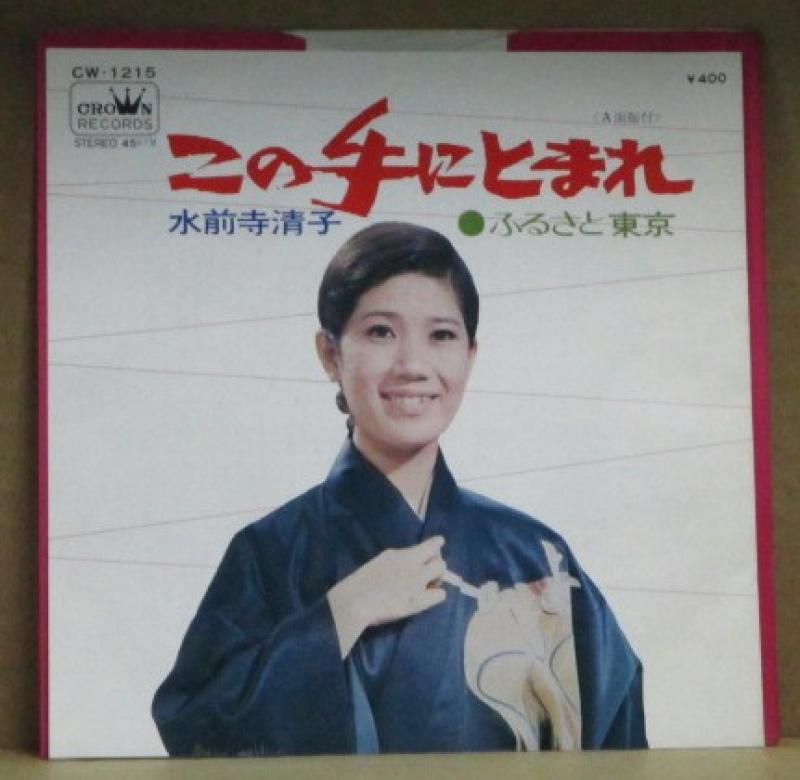 CW-1215
¥400
CROWN
RECORDS
STEREO 45rpm
〈A面振付〉
この手にとまれ
水前寺清子
●ふるさと東京